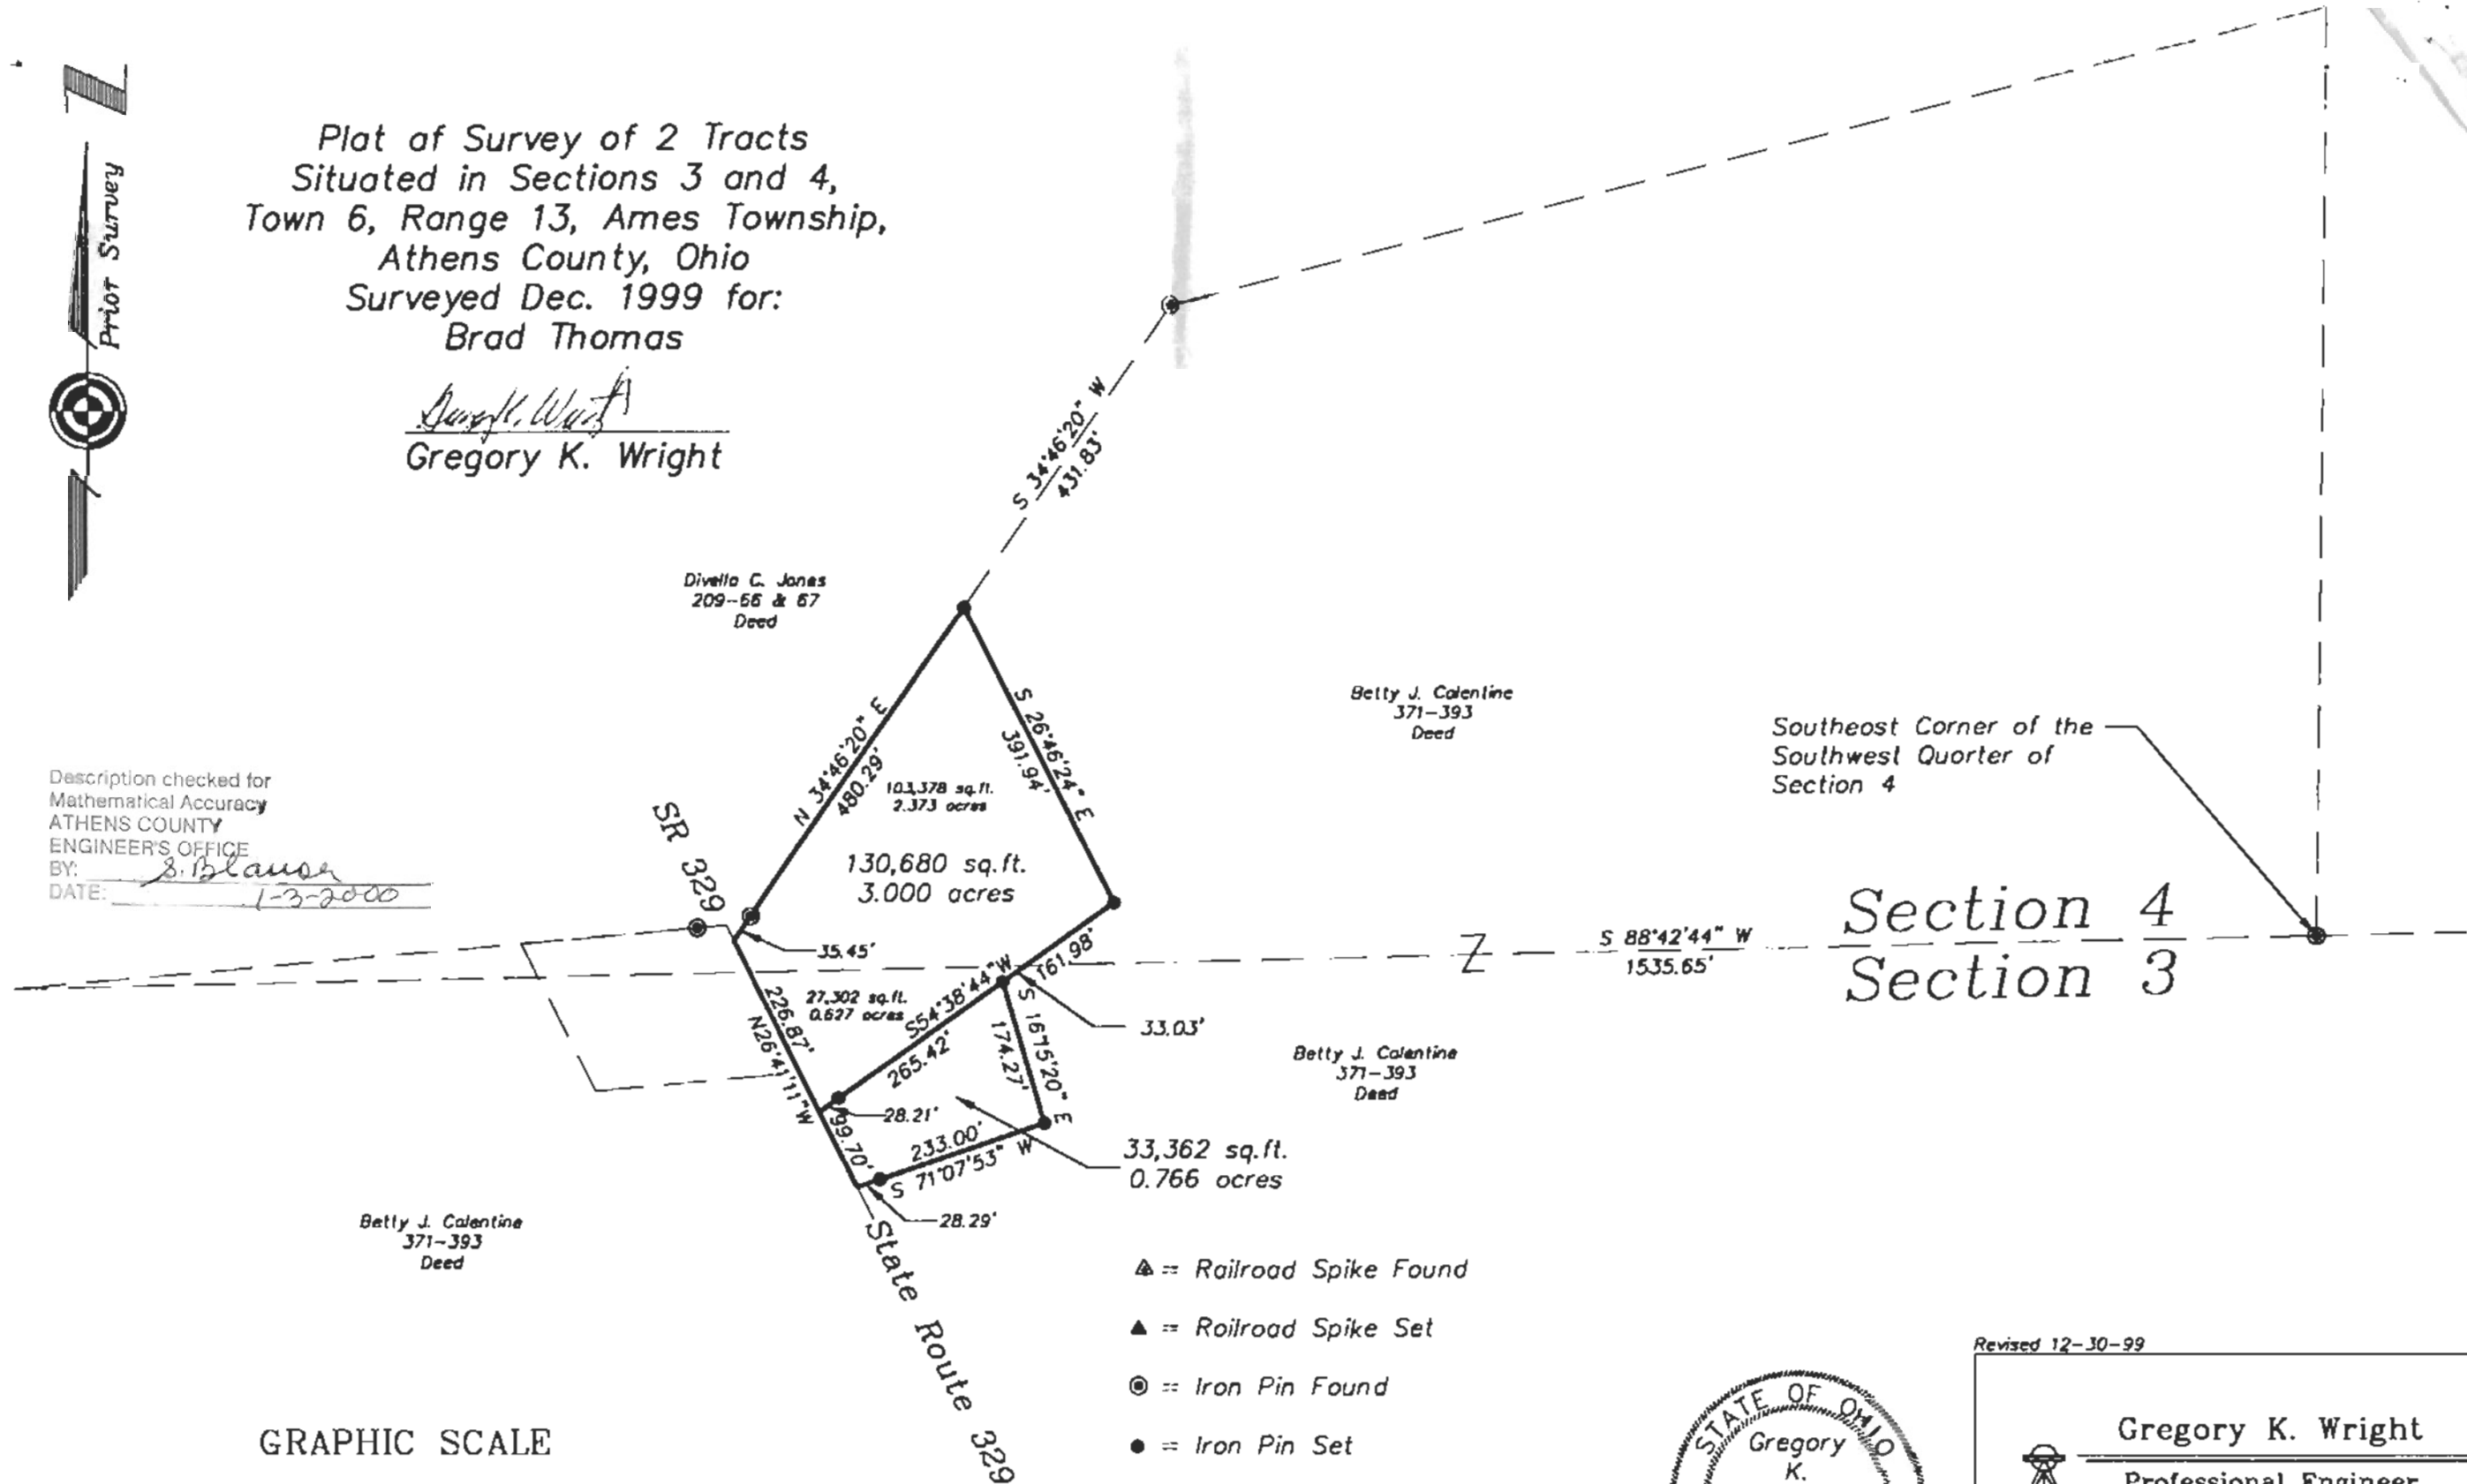 Plat of Survey of 2 Tracts
Situated in Sections 3 and 4,
Town 6, Range 13, Ames Township,
Athens County, Ohio
Surveyed Dec. 1999 for:
Brad Thomas
Gregory K. Wright
Prior Survey
S 34°46'20" W
431.83'
Divella C. Jones
209-66 & 67
Deed
Betty J. Calentine
371-393
Deed
Southeast Corner of the
Southwest Quarter of
Section 4
N 34°46'20" E
480.29'
S 26°46'24" E
391.94'
103,378 sq.ft.
2.373 acres
130,680 sq.ft.
3.000 acres
Description checked for
Mathematical Accuracy
ATHENS COUNTY
ENGINEER'S OFFICE
BY: S. Blauser
DATE: 1-3-2000
SR 329
35.45'
Section 4
Section 3
S 88°42'44" W
1535.65'
161.98'
S54°38'44"W
265.42'
27,302 sq.ft.
0.627 acres
226.87'
N26°41'11"W
33.03'
S 16°15'20" E
174.27'
Betty J. Calentine
371-393
Deed
28.21'
99.70'
233.00'
S 71°07'53" W
33,362 sq.ft.
0.766 acres
28.29'
Betty J. Calentine
371-393
Deed
State Route 329
= Railroad Spike Found
= Railroad Spike Set
= Iron Pin Found
= Iron Pin Set
GRAPHIC SCALE
Revised 12-30-99
STATE OF OHIO
Gregory
K.
Gregory K. Wright
Professional Engineer